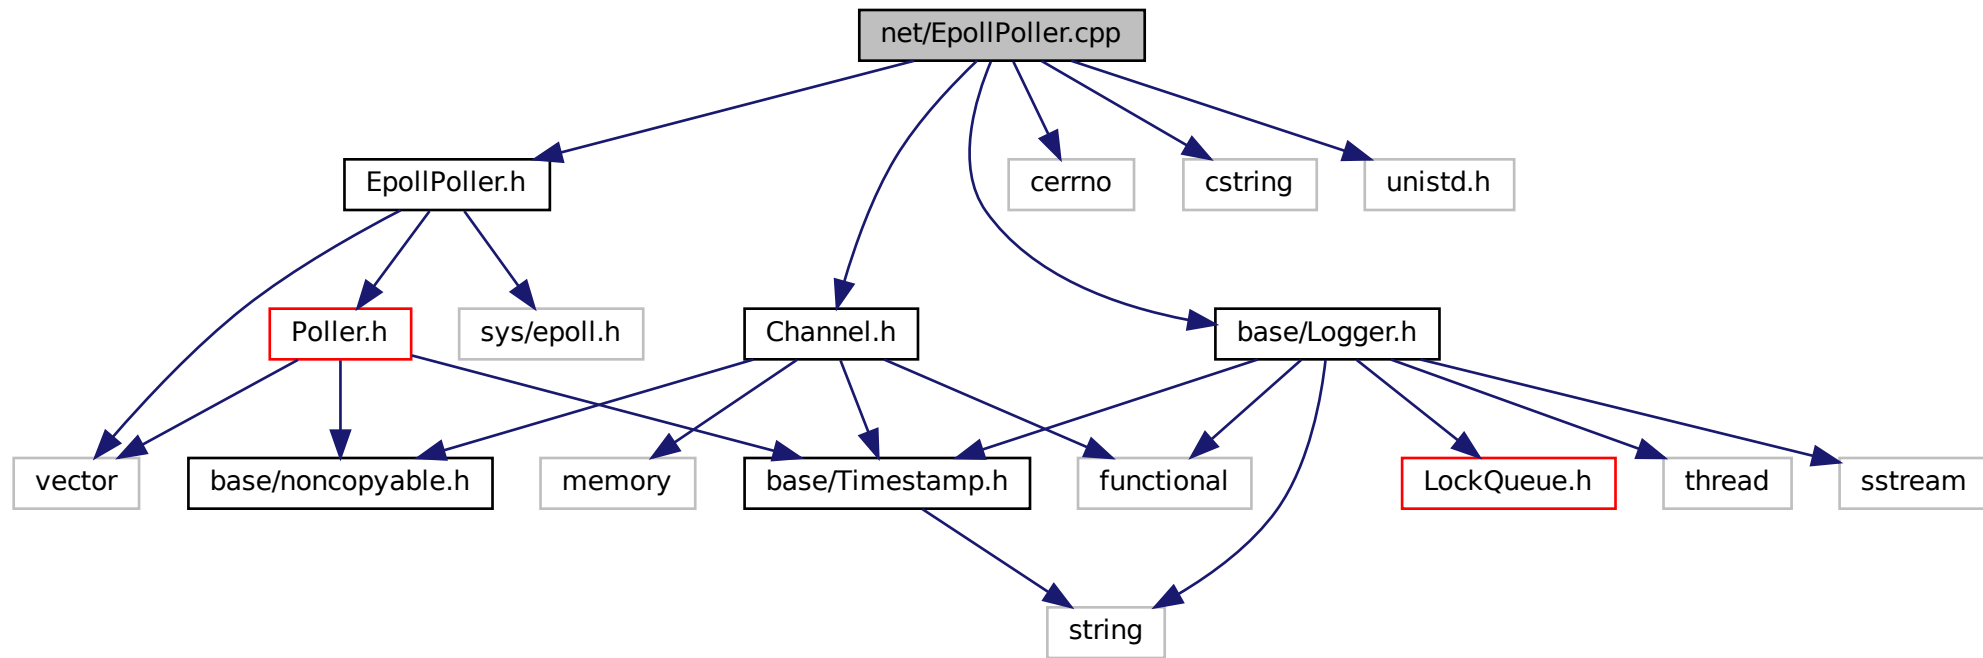 net/EpollPoller.cpp
EpollPoller.h
cerrno
cstring
unistd.h
Poller.h
sys/epoll.h
Channel.h
base/Logger.h
vector
base/noncopyable.h
memory
base/Timestamp.h
functional
LockQueue.h
thread
sstream
string